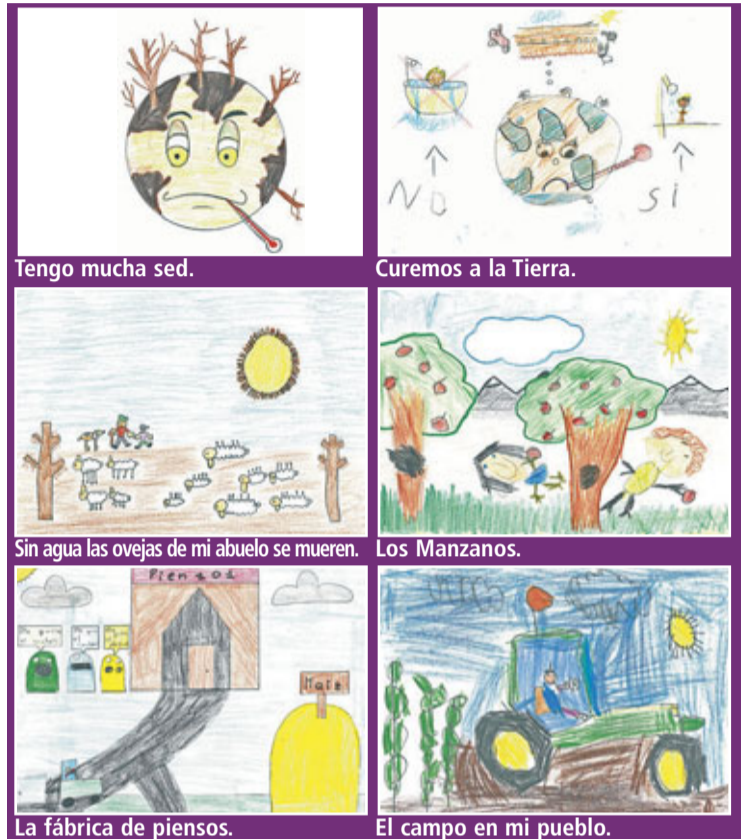 NO
SI
Tengo mucha sed.
Curemos a la Tierra.
Sin agua las ovejas de mi abuelo se mueren.
Los Manzanos.
Piensos
Maiz
La fábrica de piensos.
El campo en mi pueblo.